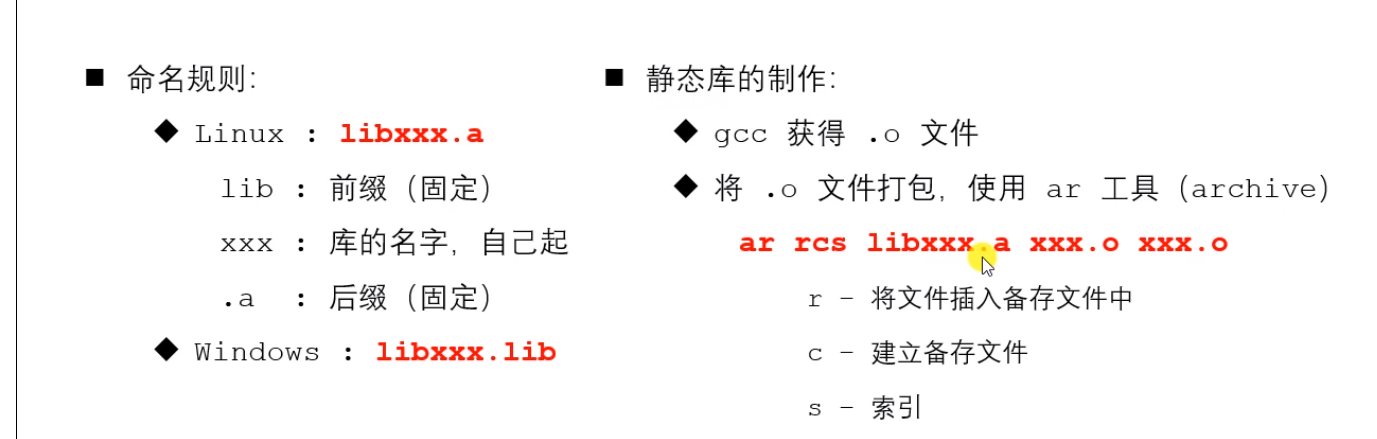 ■ 命名规则:
◆ Linux : libxxx.a
lib : 前缀 (固定)
xxx : 库的名字, 自己起
.a : 后缀 (固定)
◆ Windows : libxxx.lib
■ 静态库的制作:
◆ gcc 获得 .o 文件
◆ 将 .o 文件打包, 使用 ar 工具 (archive)
ar rcs libxxx.a xxx.o xxx.o
r - 将文件插入备存文件中
c - 建立备存文件
s - 索引